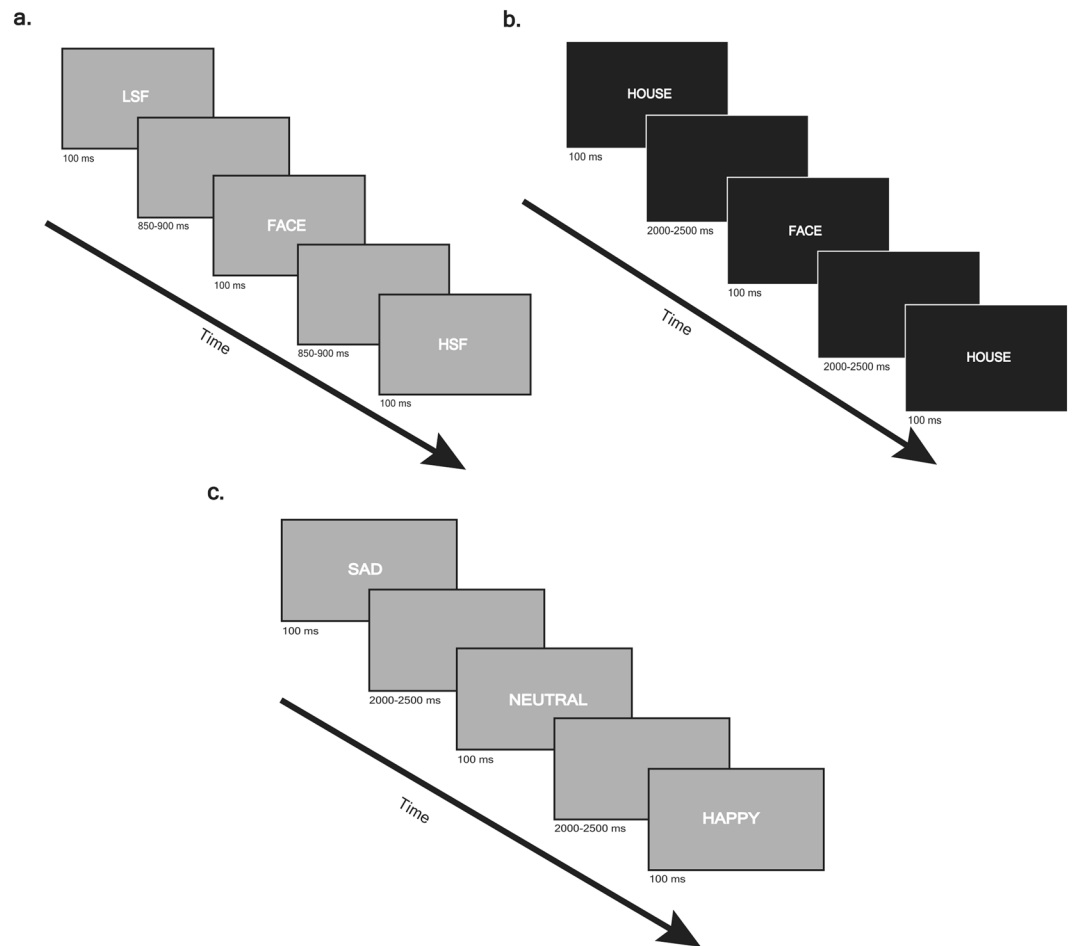 a.
LSF
100 ms
850-900 ms
FACE
100 ms
850-900 ms
HSF
100 ms
Time
b.
HOUSE
100 ms
2000-2500 ms
FACE
100 ms
2000-2500 ms
HOUSE
100 ms
Time
c.
SAD
100 ms
2000-2500 ms
NEUTRAL
100 ms
2000-2500 ms
HAPPY
100 ms
Time